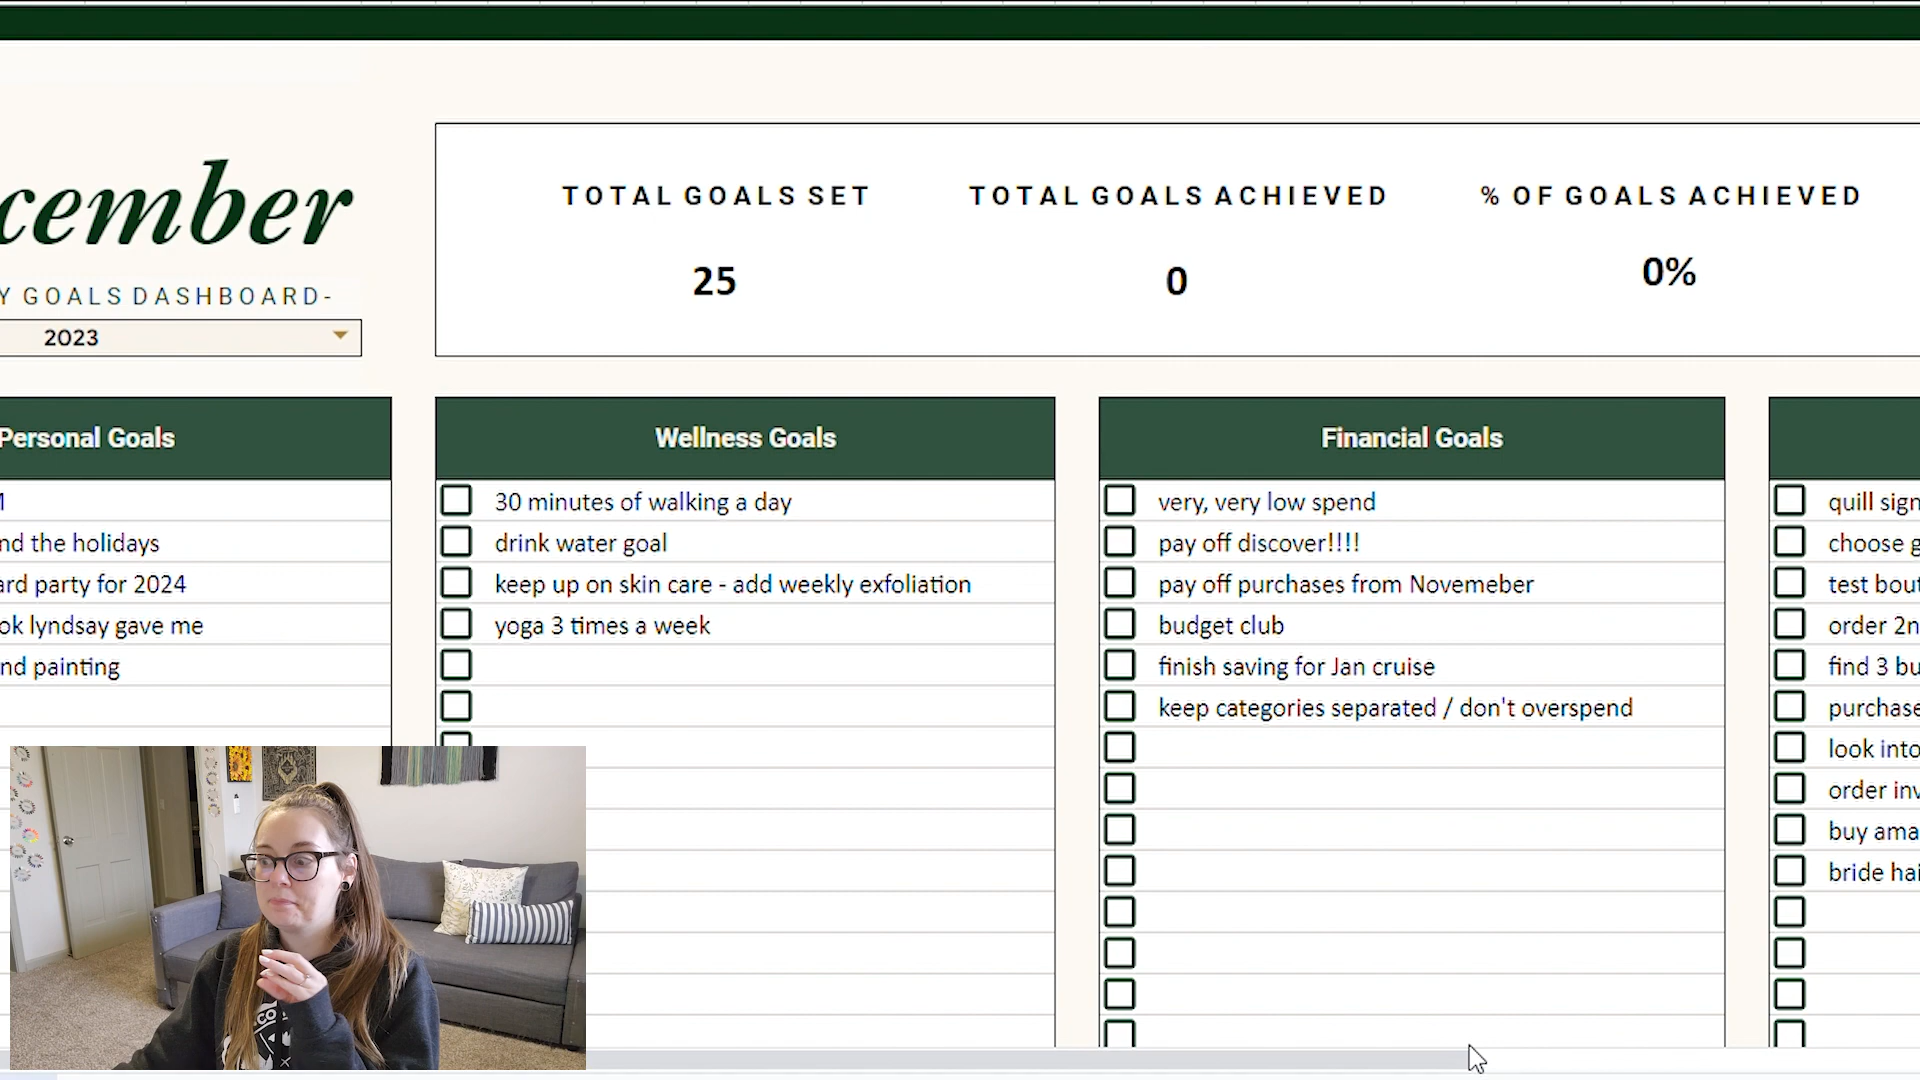 cember
Y GOALS DASHBOARD-
2023
TOTAL GOALS SET
25
TOTAL GOALS ACHIEVED
0
% OF GOALS ACHIEVED
0%
Personal Goals
nd the holidays
ard party for 2024
ok lyndsay gave me
nd painting
Wellness Goals
30 minutes of walking a day
drink water goal
keep up on skin care - add weekly exfoliation
yoga 3 times a week
Financial Goals
very, very low spend
pay off discover!!!!
pay off purchases from Novemeber
budget club
finish saving for Jan cruise
keep categories separated / don't overspend
quill sign
choose g
test bout
order 2n
find 3 bu
purchase
look into
order inv
buy ama
bride hai